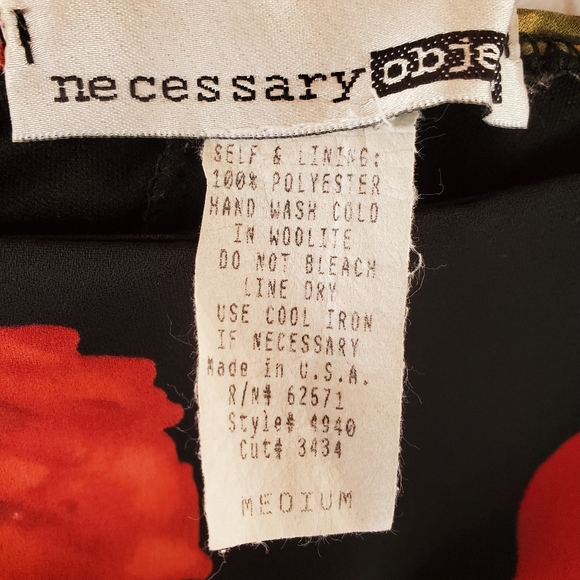 necessary obje
SELF & LINING:
100% POLYESTER
HAND WASH COLD
IN WOOLITE
DO NOT BLEACH
LINE DRY
USE COOL IRON
IF NECESSARY
Made in U.S.A.
R/N# 62571
Style# 4940
Cut# 3434
MEDIUM